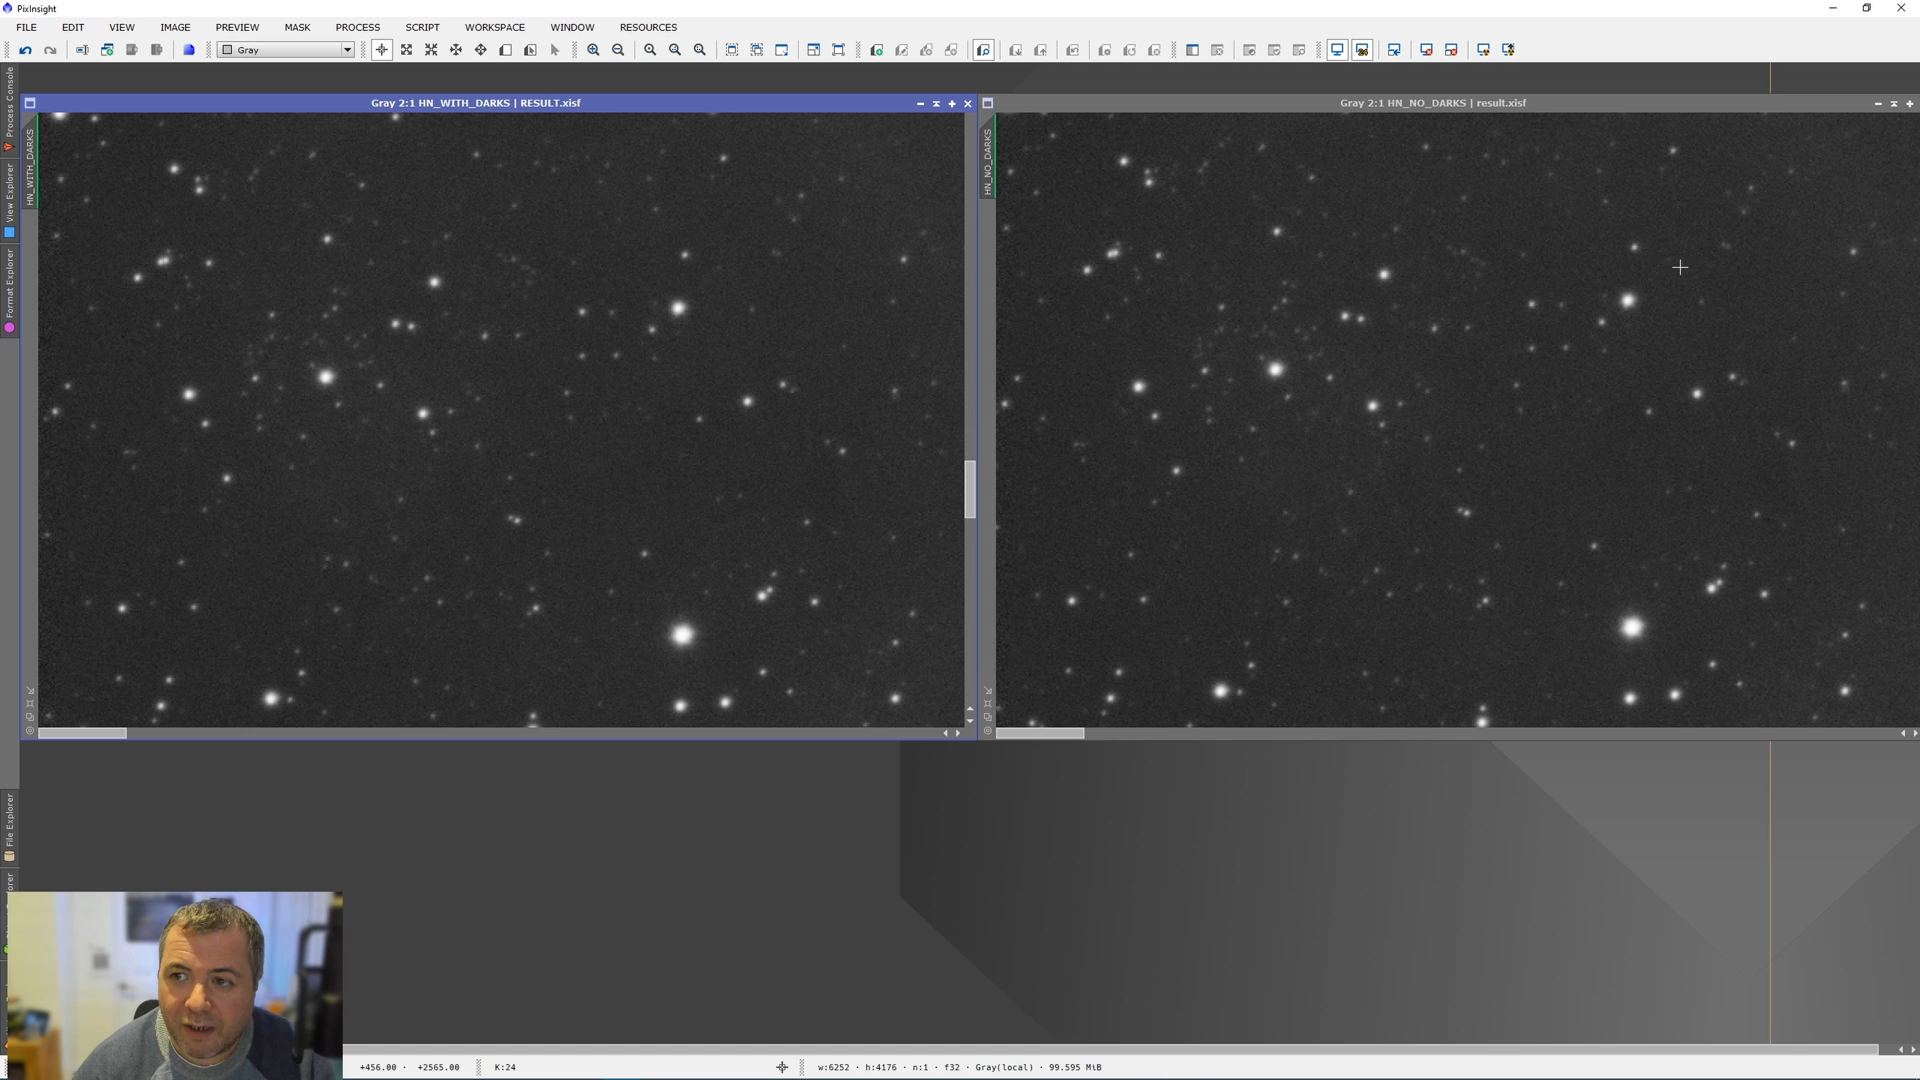 PixInsight
FILE EDIT VIEW IMAGE PROCESS SCRIPT WORKSPACE WINDOW RESOURCES
Gray
Gray 2:1 HN_WITH_DARKS | RESULT.xisf
Gray 2:1 HN_NO_DARKS | result.xisf
Process Console
View Explorer
Format Explorer
File Explorer
HN_WITH_DARKS
HN_NO_DARKS
+456.00 · +2565.00
K:24
w:6252 · h:4176 · n:1 · f32 · Gray(local) · 99.595 MiB